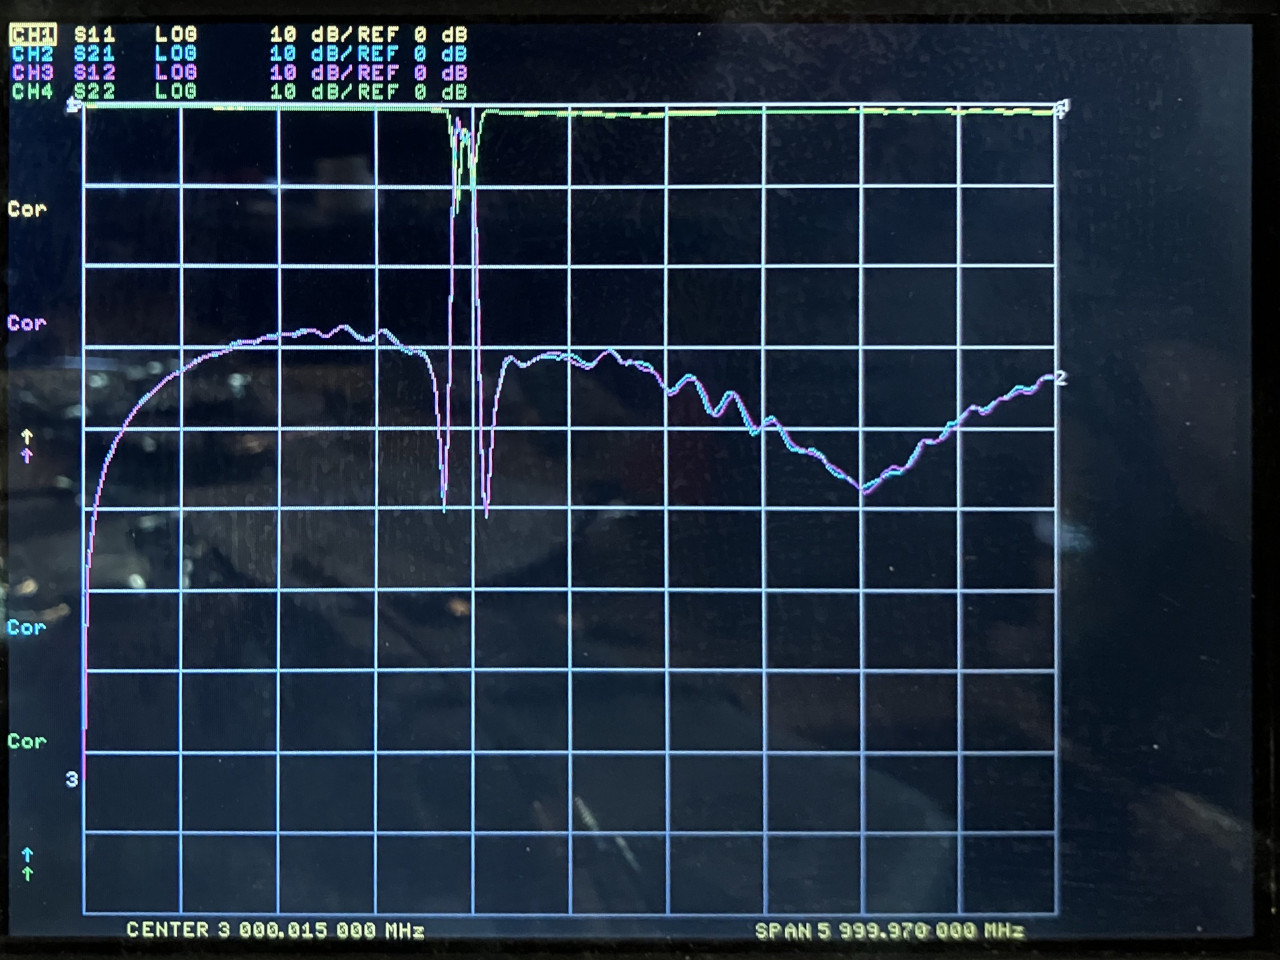 CH1 S11 LOG 10 dB/REF 0 dB
CH2 S21 LOG 10 dB/REF 0 dB
CH3 S12 LOG 10 dB/REF 0 dB
CH4 S22 LOG 10 dB/REF 0 dB
Cor
Cor
2
Cor
Cor
3
CENTER 3 000.015 000 MHz SPAN 5 999.970 000 MHz